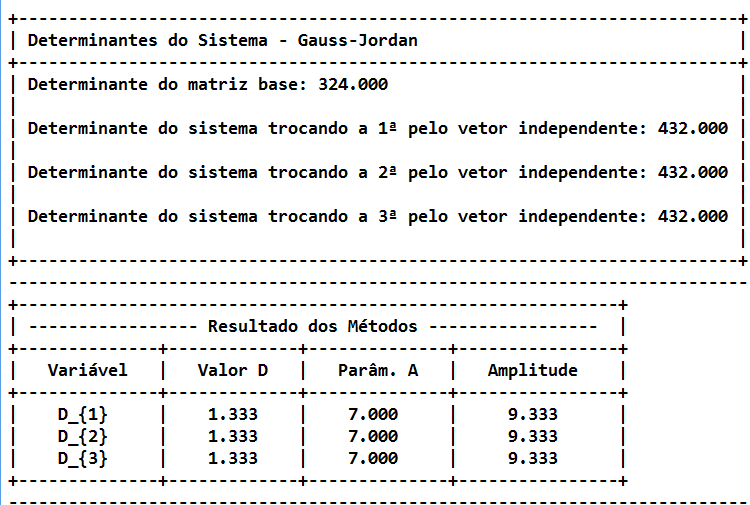 +------------------------------------------------------------------------+
| Determinantes do Sistema - Gauss-Jordan                                |
+------------------------------------------------------------------------+
| Determinante do matriz base: 324.000                                   |
|                                                                        |
| Determinante do sistema trocando a 1ª pelo vetor independente: 432.000 |
|                                                                        |
| Determinante do sistema trocando a 2ª pelo vetor independente: 432.000 |
|                                                                        |
| Determinante do sistema trocando a 3ª pelo vetor independente: 432.000 |
|                                                                        |
+------------------------------------------------------------------------+
--------------------------------------------------------------------------
+------------------------------------------------------------+
| ----------------- Resultado dos Métodos -----------------  |
+--------------+-------------+--------------+----------------+
|   Variável   |   Valor D   |   Parâm. A   |   Amplitude    |
+--------------+-------------+--------------+----------------+
|    D_{1}     |    1.333    |    7.000     |     9.333      |
|    D_{2}     |    1.333    |    7.000     |     9.333      |
|    D_{3}     |    1.333    |    7.000     |     9.333      |
+--------------+-------------+--------------+----------------+
--------------------------------------------------------------------------